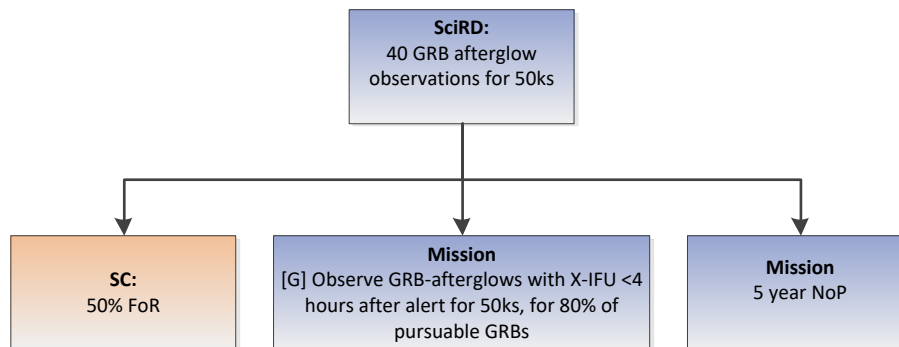 SciRD:
40 GRB afterglow
observations for 50ks
SC:
50% FoR
Mission
[G] Observe GRB-afterglows with X-IFU <4
hours after alert for 50ks, for 80% of
pursuable GRBs
Mission
5 year NoP